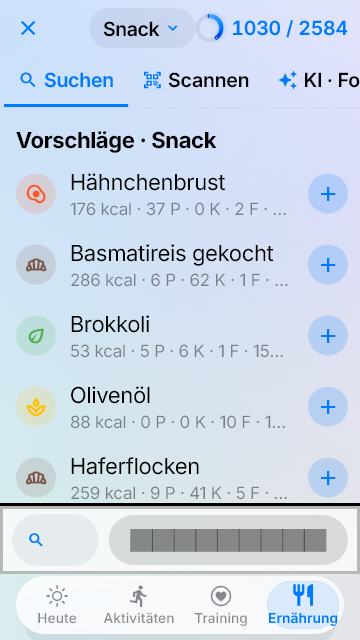 Snack
1030 / 2584
Suchen
Scannen
KI · Fo
Vorschläge · Snack
Hähnchenbrust
176 kcal · 37 P · 0 K · 2 F · ...
Basmatireis gekocht
286 kcal · 6 P · 62 K · 1 F · ...
Brokkoli
53 kcal · 5 P · 6 K · 1 F · 15...
Olivenöl
88 kcal · 0 P · 0 K · 10 F · 1...
Haferflocken
259 kcal · 9 P · 41 K · 5 F · ...
Heute
Aktivitäten
Training
Ernährung